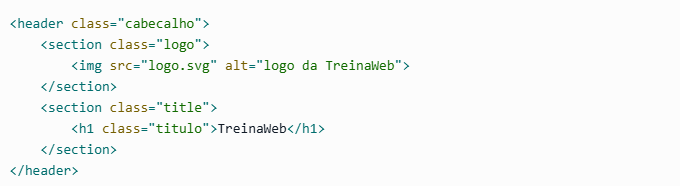 <header class="cabecalho">
    <section class="logo">
        <img src="logo.svg" alt="logo da TreinaWeb">
    </section>
    <section class="title">
        <h1 class="titulo">TreinaWeb</h1>
    </section>
</header>